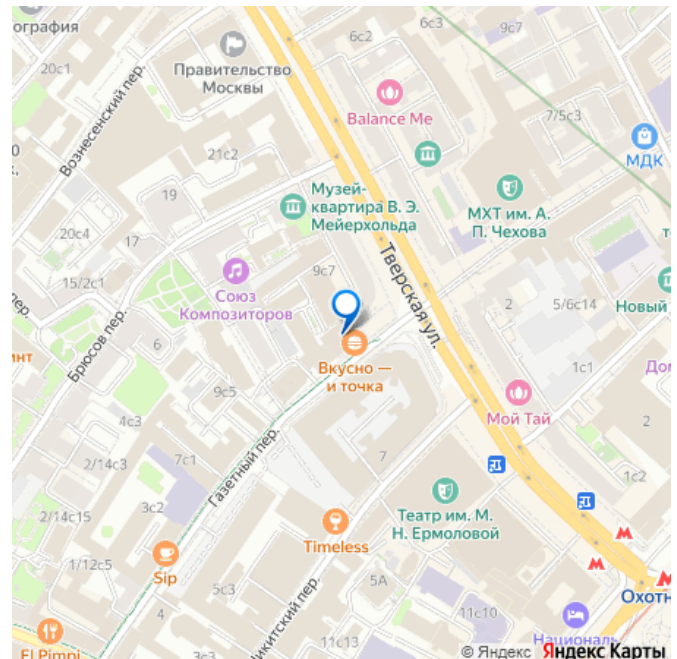 ография
6с2
6с3
9с7
20с1
Правительство
Москвы
Вознесенский пер.
Balance Me
7/5с3
МДК
21с2
19
Музей-
квартира В. Э.
Мейерхольда
МХТ им. А.
П. Чехова
20с4
17
9с7
Тверская ул.
15/2с1
Союз
Композиторов
2
5/6с14
Новый
Брюсов пер.
6
Вкусно —
и точка
инт
9с5
1с1
До
4с3
Мой Тай
2
2/14с3
7с1
Газетный пер.
7
1с2
3с2
2/14с15
Театр им. М.
Н. Ермоловой
Timeless
1/12с5
Sip
5А
5с3
Охотн
4
11с10
3с3
Никитский пер.
11с13
Националь
El Pimpi
© Яндекс Яндекс Карты